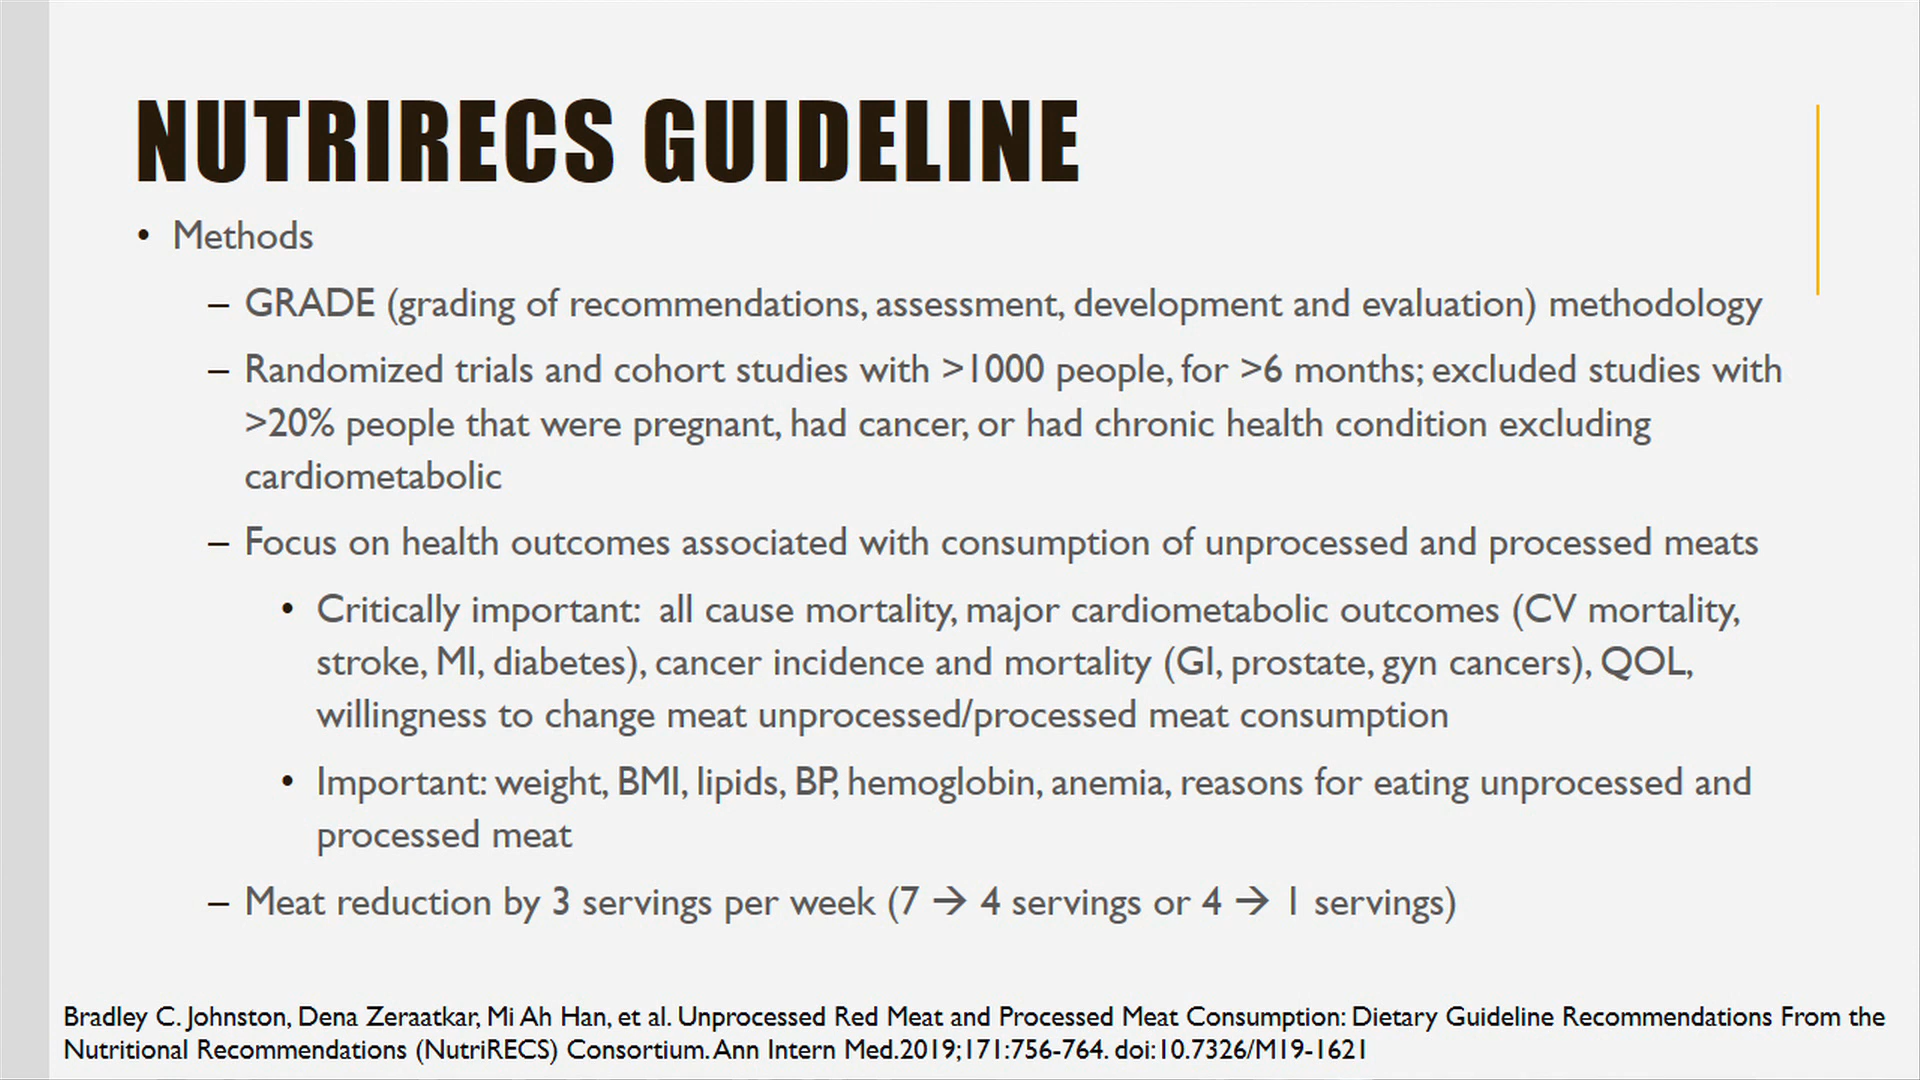 NUTRIRECS GUIDELINE
• Methods
– GRADE (grading of recommendations, assessment, development and evaluation) methodology
– Randomized trials and cohort studies with >1000 people, for >6 months; excluded studies with
>20% people that were pregnant, had cancer, or had chronic health condition excluding
cardiometabolic
– Focus on health outcomes associated with consumption of unprocessed and processed meats
• Critically important: all cause mortality, major cardiometabolic outcomes (CV mortality,
stroke, MI, diabetes), cancer incidence and mortality (GI, prostate, gyn cancers), QOL,
willingness to change meat unprocessed/processed meat consumption
• Important: weight, BMI, lipids, BP, hemoglobin, anemia, reasons for eating unprocessed and
processed meat
– Meat reduction by 3 servings per week (7 → 4 servings or 4 → 1 servings)
Bradley C. Johnston, Dena Zeraatkar, Mi Ah Han, et al. Unprocessed Red Meat and Processed Meat Consumption: Dietary Guideline Recommendations From the
Nutritional Recommendations (NutriRECS) Consortium. Ann Intern Med.2019;171:756-764. doi:10.7326/M19-1621